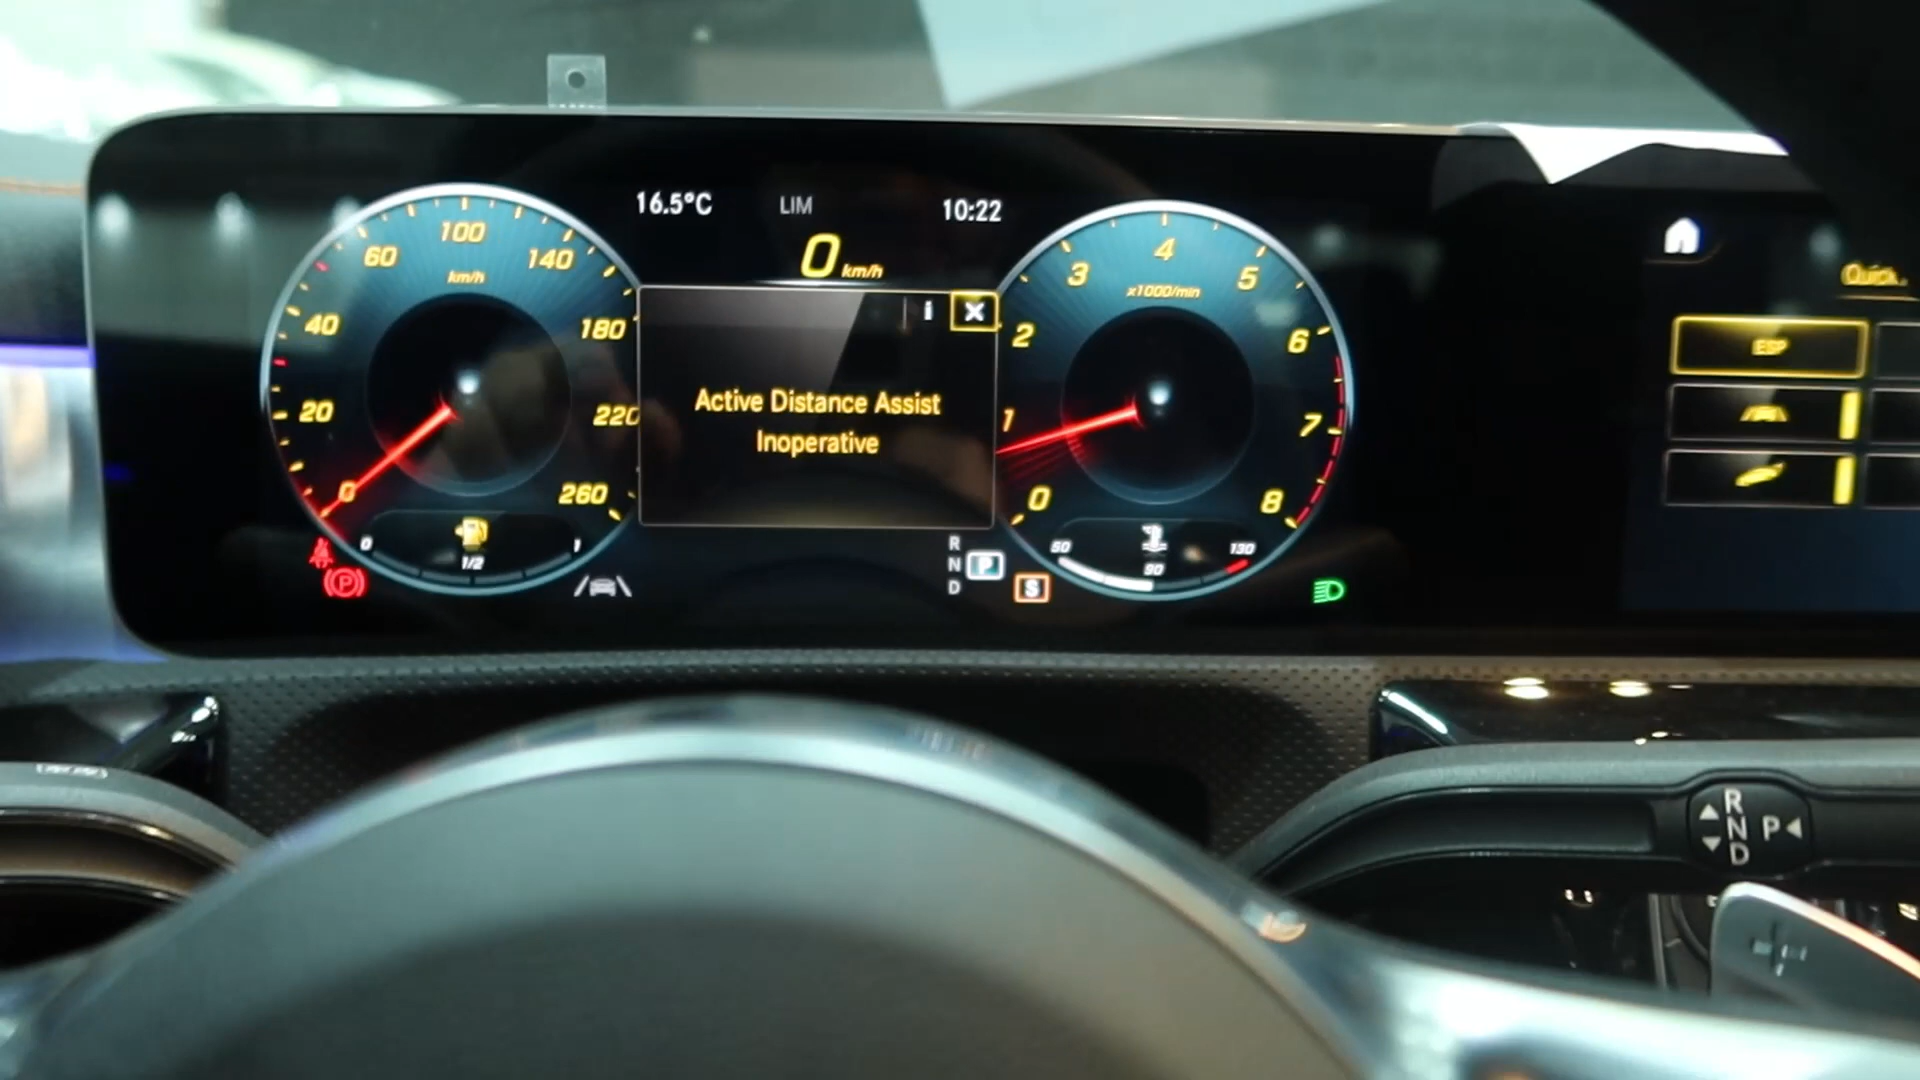 16.5°C
LIM
10:22
0 km/h
60
100
140
km/h
40
180
20
220
0
260
0
1/2
1
i
Active Distance Assist
Inoperative
3
4
5
x1000/min
2
6
1
7
0
8
50
90
130
R
N
D
P
S
P
ESP
R
N
D
P